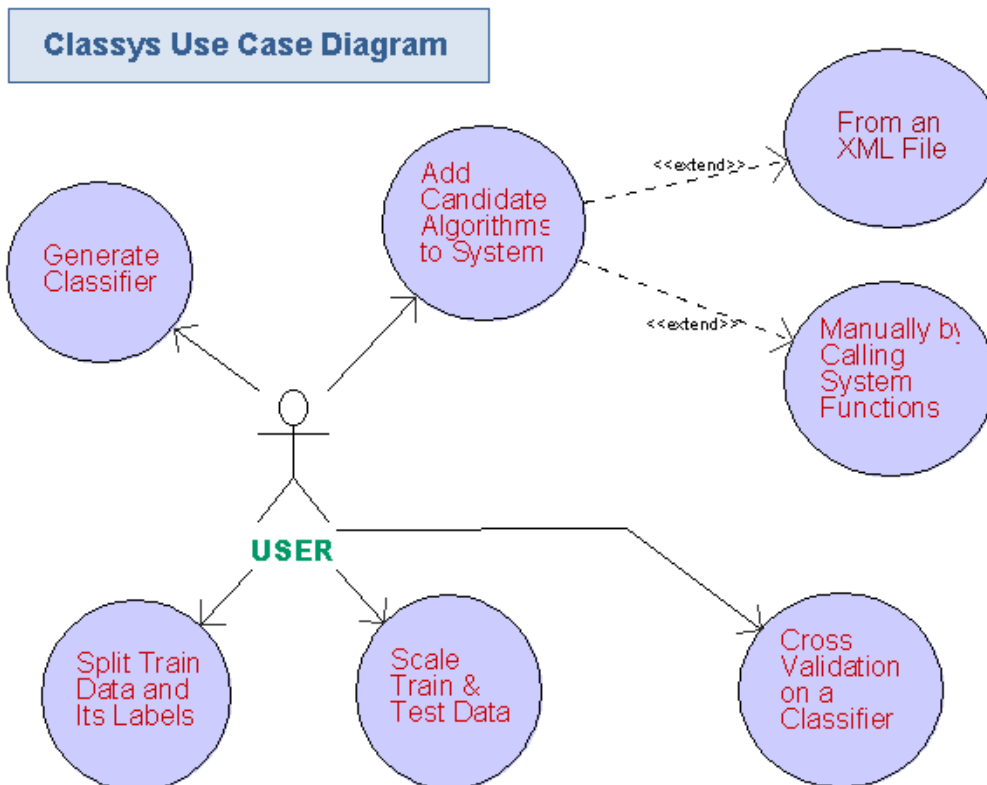 Classys Use Case Diagram
From an
XML File
Add
Candidate
Algorithms
to System
<<extend>>
Generate
Classifier
<<extend>>
Manually by
Calling
System
Functions
USER
Split Train
Data and
Its Labels
Scale
Train &
Test Data
Cross
Validation
on a
Classifier